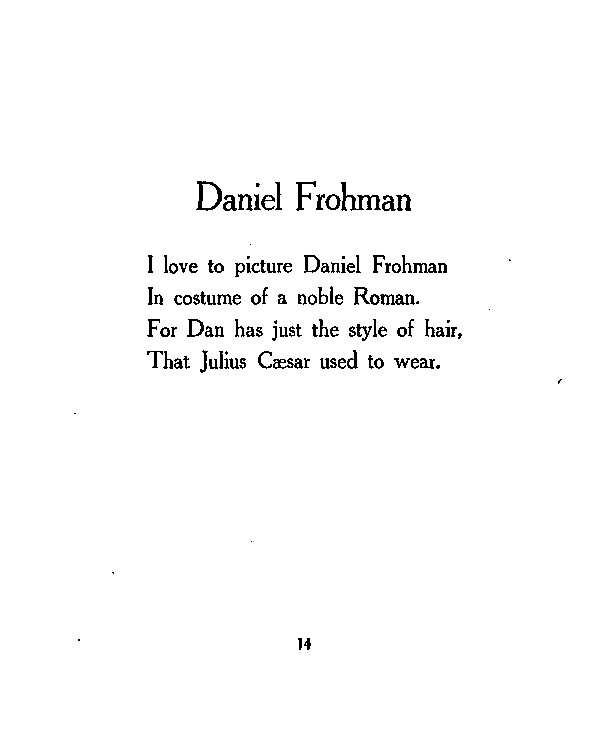 Daniel Frohman
I love to picture Daniel Frohman
In costume of a noble Roman.
For Dan has just the style of hair,
That Julius Cæsar used to wear.
14